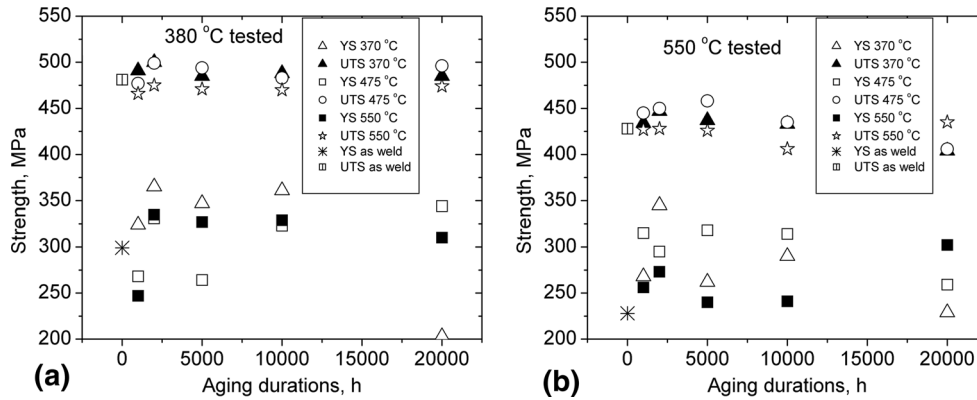 550
500
450
400
350
300
250
200
Strength, MPa
380 °C tested
YS 370 °C
UTS 370 °C
YS 475 °C
UTS 475 °C
YS 550 °C
UTS 550 °C
YS as weld
UTS as weld
0 5000 10000 15000 20000
Aging durations, h
(a)
550
500
450
400
350
300
250
200
Strength, MPa
550 °C tested
YS 370 °C
UTS 370 °C
YS 475 °C
UTS 475 °C
YS 550 °C
UTS 550 °C
YS as weld
UTS as weld
0 5000 10000 15000 20000
Aging durations, h
(b)